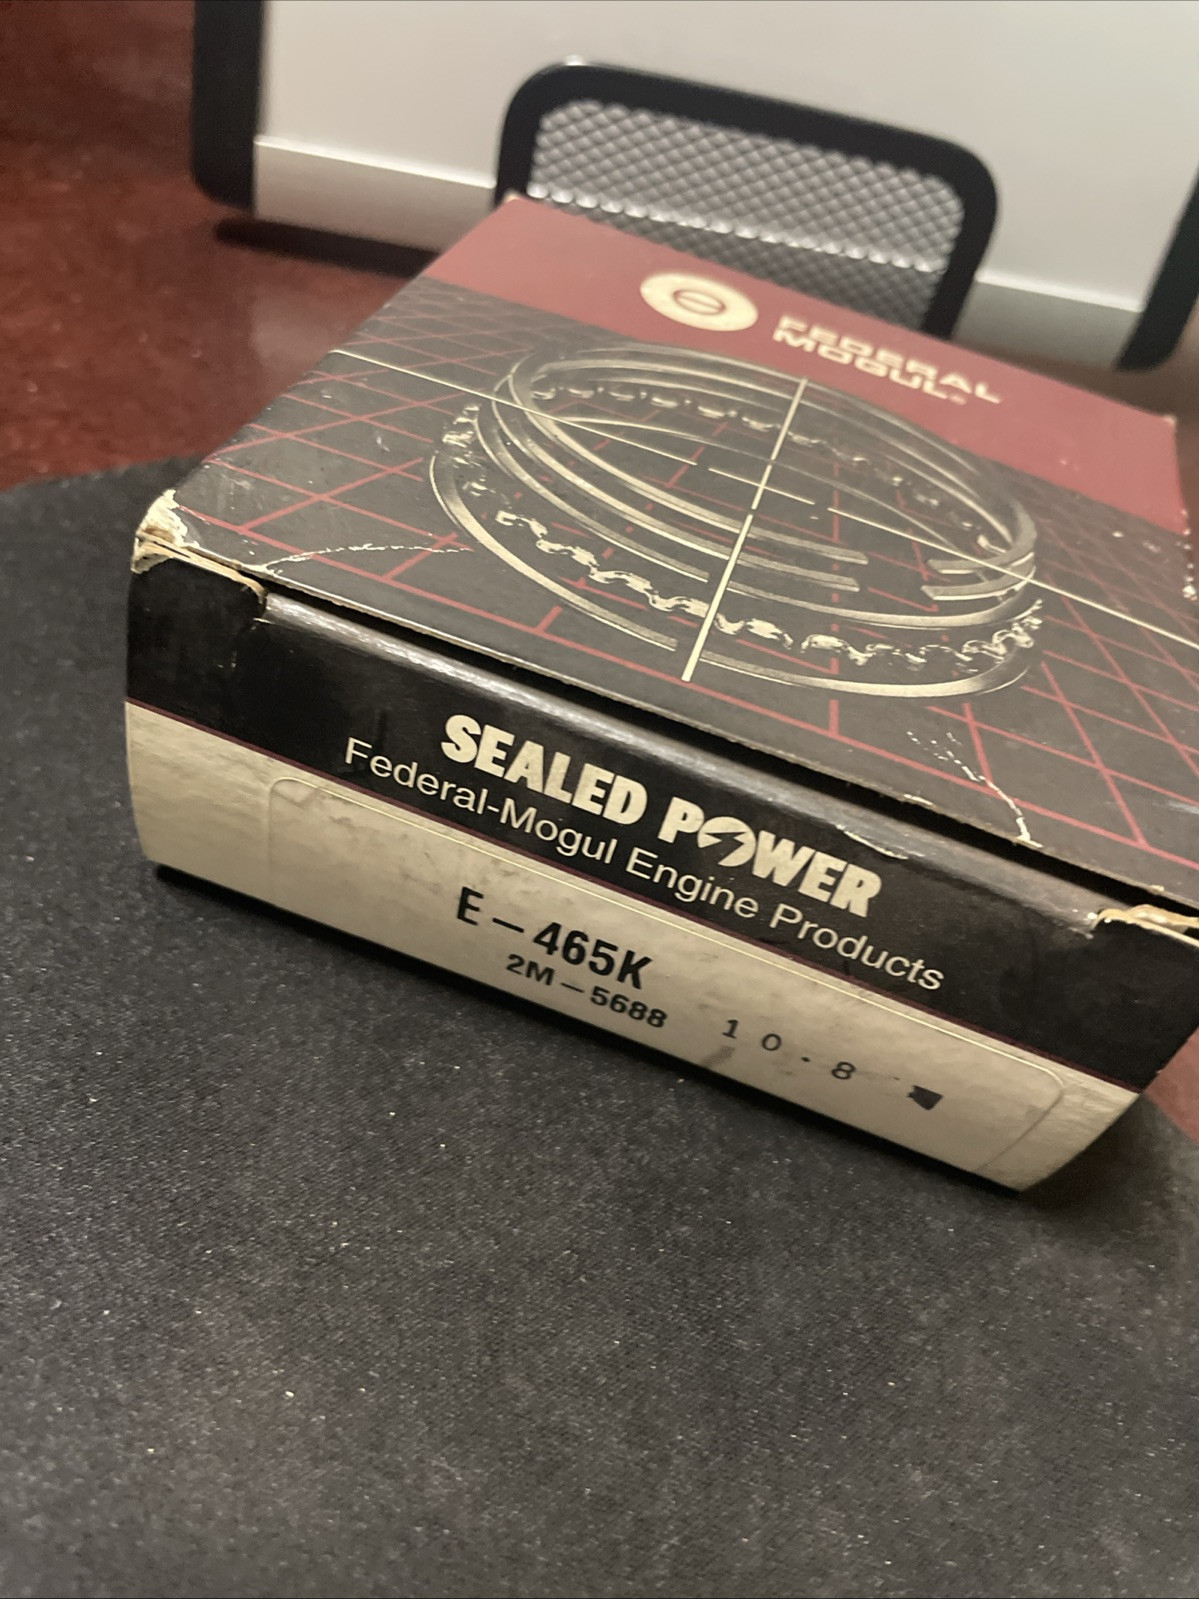 FEDERAL
MOGUL®
SEALED POWER
Federal-Mogul Engine Products
E-465K
2M-5688
10.8